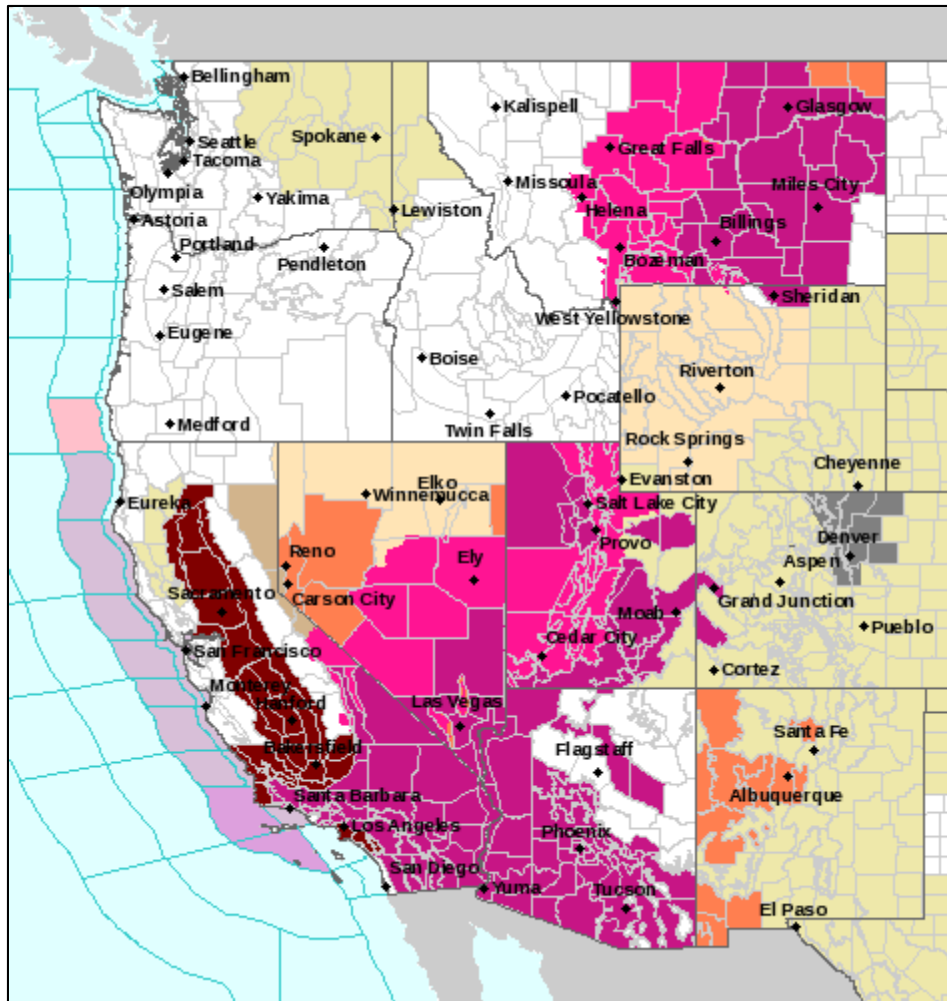 Bellingham
Kalispell
Glasgow
Spokane
Seattle
Great Falls
Tacoma
Olympia
Missoula
Miles City
Yakima
Helena
Lewiston
Astoria
Billings
Portland
Bozeman
Pendleton
Salem
Sheridan
West Yellowstone
Eugene
Boise
Riverton
Pocatello
Medford
Twin Falls
Rock Springs
Cheyenne
Elko
Evanston
Winnemucca
Eureka
Salt Lake City
Provo
Denver
Reno
Ely
Aspen
Sacramento
Carson City
Moab
Grand Junction
Pueblo
San Francisco
Cedar City
Cortez
Monterey
Hanford
Las Vegas
Bakersfield
Flagstaff
Santa Fe
Albuquerque
Santa Barbara
Los Angeles
Phoenix
San Diego
Yuma
Tucson
El Paso